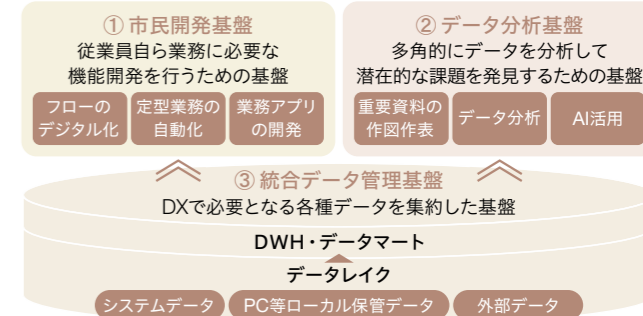 ① 市民開発基盤
従業員自ら業務に必要な
機能開発を行うための基盤
フローの
デジタル化
定型業務の
自動化
業務アプリ
の開発
② データ分析基盤
多角的にデータを分析して
潜在的な課題を発見するための基盤
重要資料の
作図作表
データ分析
AI活用
③ 統合データ管理基盤
DXで必要となる各種データを集約した基盤
DWH・データマート
データレイク
システムデータ
PC等ローカル保管データ
外部データ